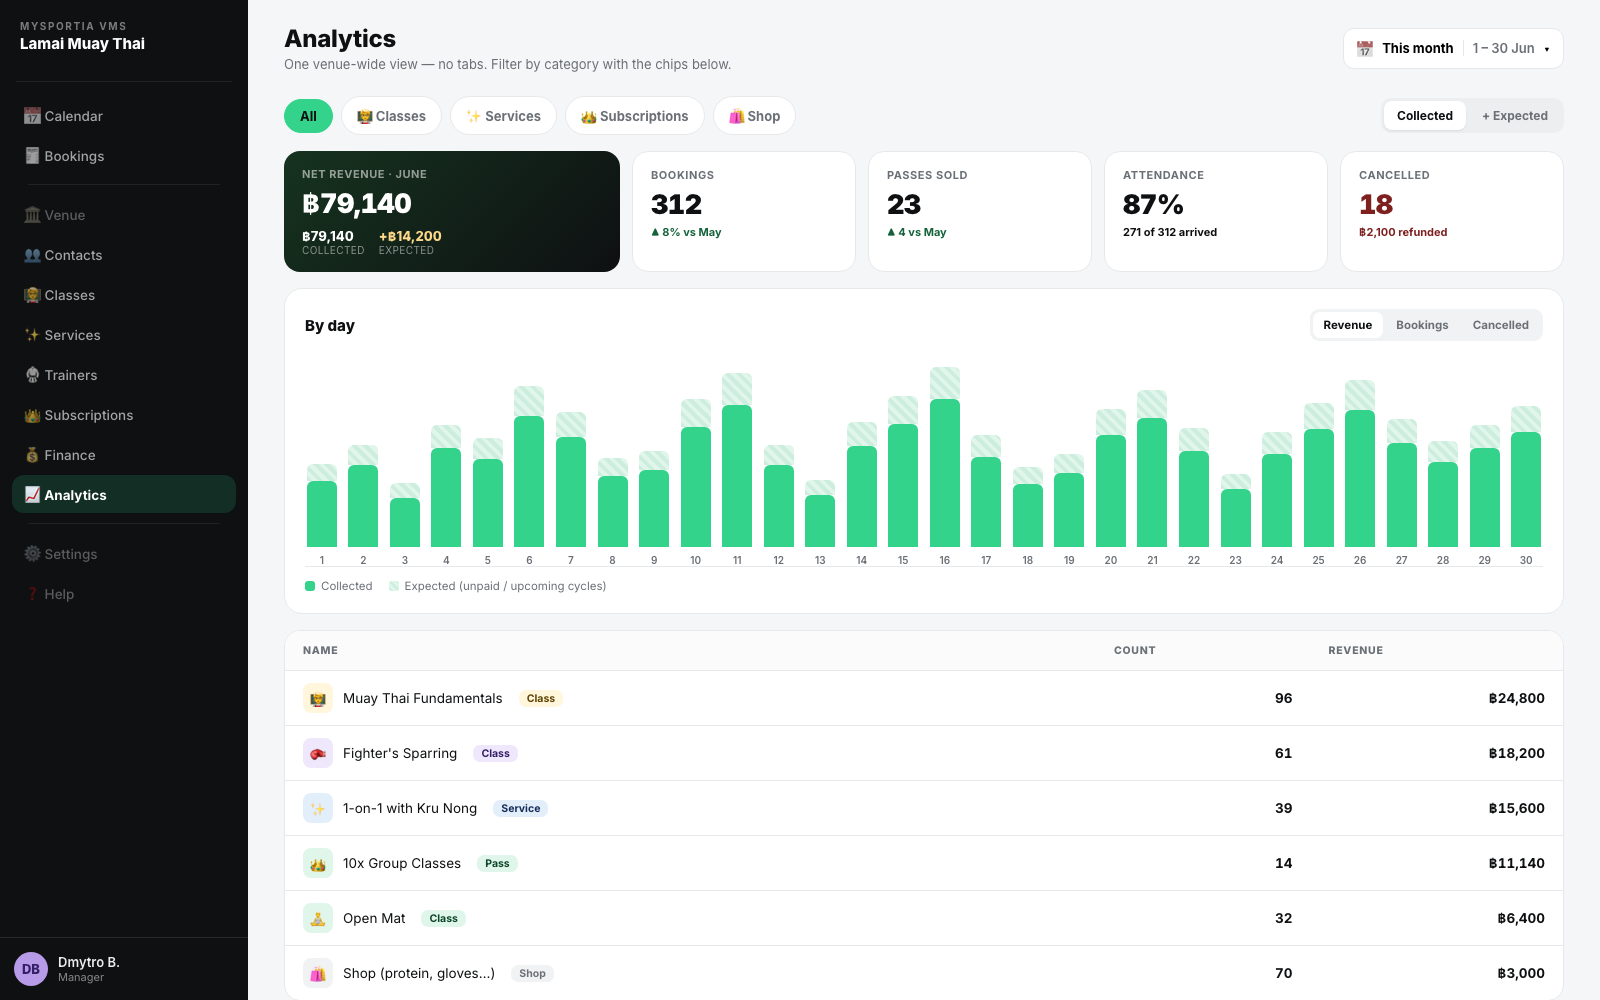 MYSPORTIA VMS
Lamai Muay Thai
Calendar
Bookings
Venue
Contacts
Classes
Services
Trainers
Subscriptions
Finance
Analytics
Settings
Help
DB
Dmytro B.
Manager
Analytics
One venue-wide view — no tabs. Filter by category with the chips below.
This month 1 – 30 Jun
All Classes Services Subscriptions Shop
Collected + Expected
NET REVENUE · JUNE
฿79,140
฿79,140 +฿14,200
COLLECTED EXPECTED
BOOKINGS
312
▲ 8% vs May
PASSES SOLD
23
▲ 4 vs May
ATTENDANCE
87%
271 of 312 arrived
CANCELLED
18
฿2,100 refunded
By day
Revenue Bookings Cancelled
1 2 3 4 5 6 7 8 9 10 11 12 13 14 15 16 17 18 19 20 21 22 23 24 25 26 27 28 29 30
Collected Expected (unpaid / upcoming cycles)
NAME COUNT REVENUE
Muay Thai Fundamentals Class 96 ฿24,800
Fighter's Sparring Class 61 ฿18,200
1-on-1 with Kru Nong Service 39 ฿15,600
10x Group Classes Pass 14 ฿11,140
Open Mat Class 32 ฿6,400
Shop (protein, gloves…) Shop 70 ฿3,000